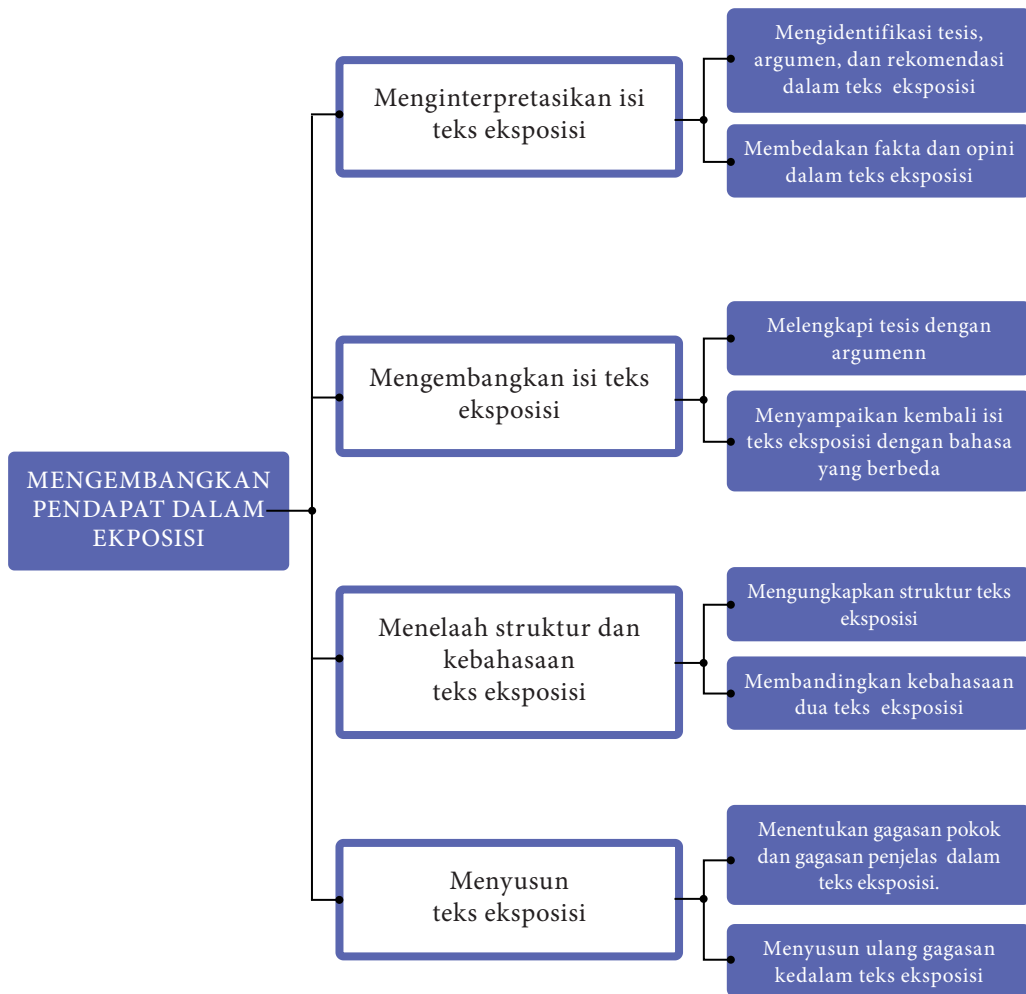 MENGEMBANGKAN
PENDAPAT DALAM
EKPOSISI
Menginterpretasikan isi
teks eksposisi
Mengidentifikasi tesis,
argumen, dan rekomendasi
dalam teks eksposisi
Membedakan fakta dan opini
dalam teks eksposisi
Mengembangkan isi teks
eksposisi
Melengkapi tesis dengan
argumenn
Menyampaikan kembali isi
teks eksposisi dengan bahasa
yang berbeda
Menelaah struktur dan
kebahasaan
teks eksposisi
Mengungkapkan struktur teks
eksposisi
Membandingkan kebahasaan
dua teks eksposisi
Menyusun
teks eksposisi
Menentukan gagasan pokok
dan gagasan penjelas dalam
teks eksposisi.
Menyusun ulang gagasan
kedalam teks eksposisi